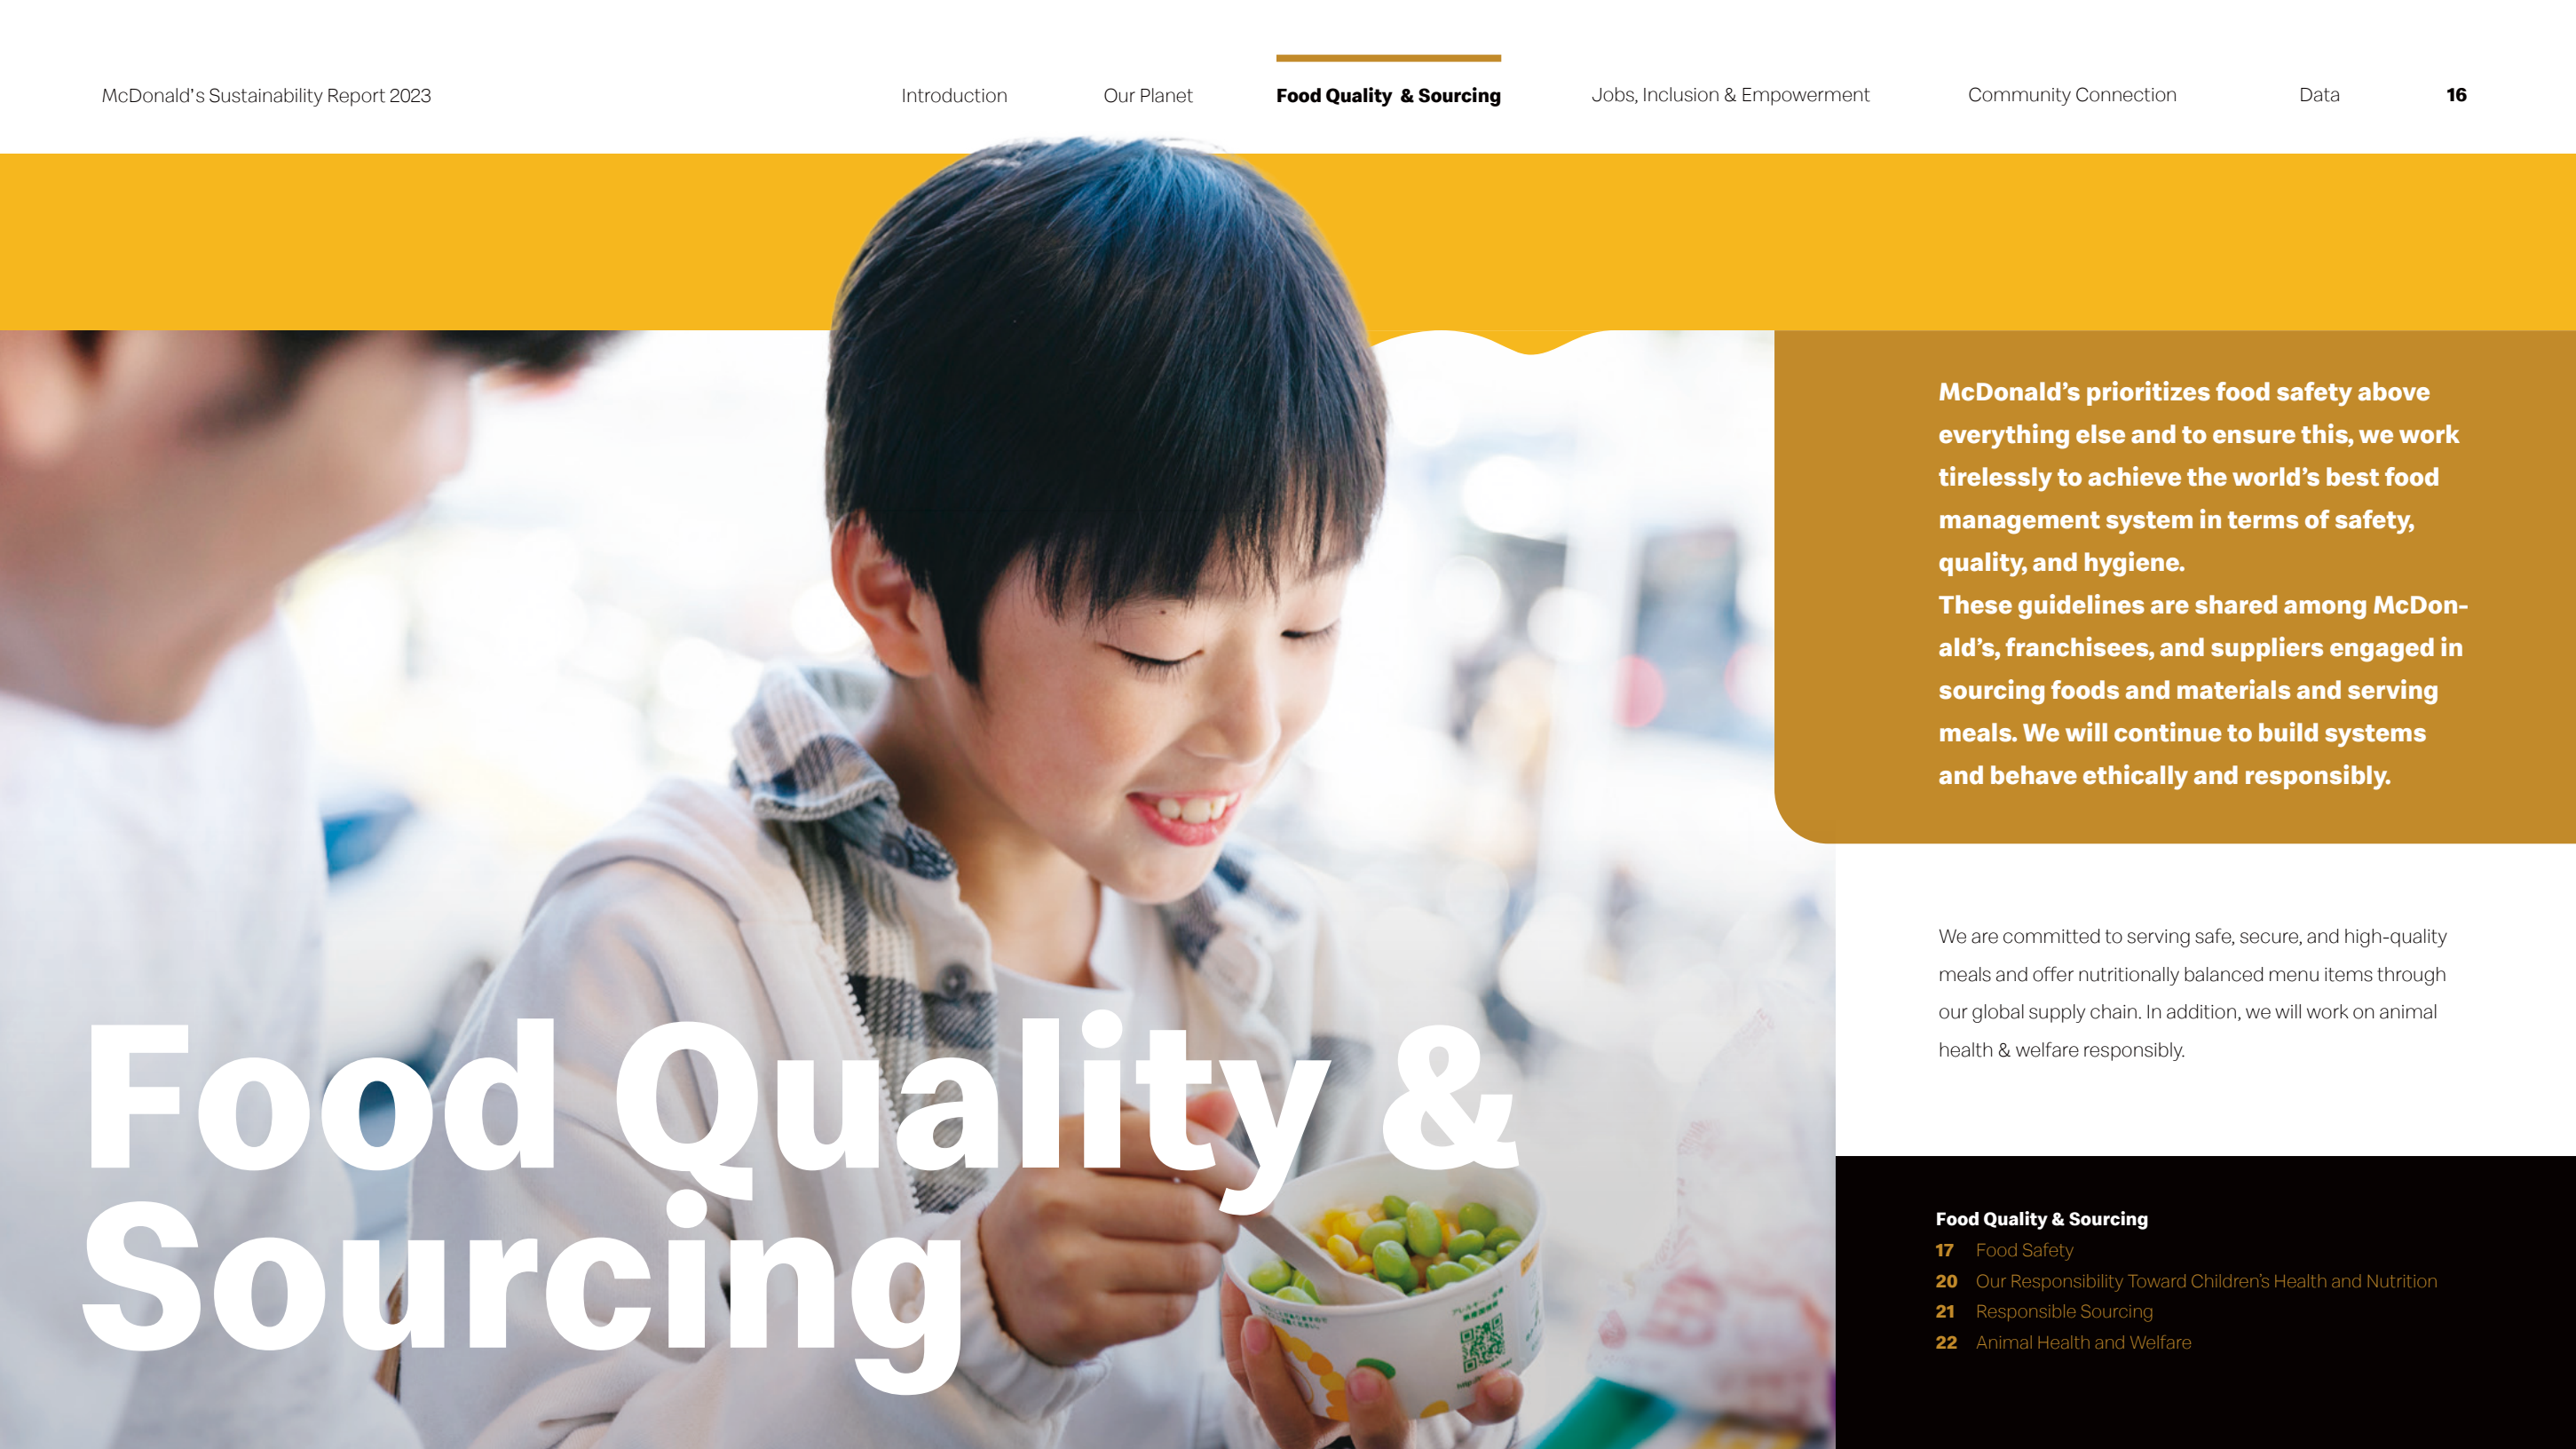 McDonald's Sustainability Report 2023
Introduction
Our Planet
Food Quality & Sourcing
Jobs, Inclusion & Empowerment
Community Connection
Data
16
McDonald's prioritizes food safety above
everything else and to ensure this, we work
tirelessly to achieve the world's best food
management system in terms of safety,
quality, and hygiene.
These guidelines are shared among McDon-
ald's, franchisees, and suppliers engaged in
sourcing foods and materials and serving
meals. We will continue to build systems
and behave ethically and responsibly.
We are committed to serving safe, secure, and high-quality
meals and offer nutritionally balanced menu items through
our global supply chain. In addition, we will work on animal
health & welfare responsibly.
Food Quality &
Sourcing
Food Quality & Sourcing
17 Food Safety
20 Our Responsibility Toward Children's Health and Nutrition
21 Responsible Sourcing
22 Animal Health and Welfare